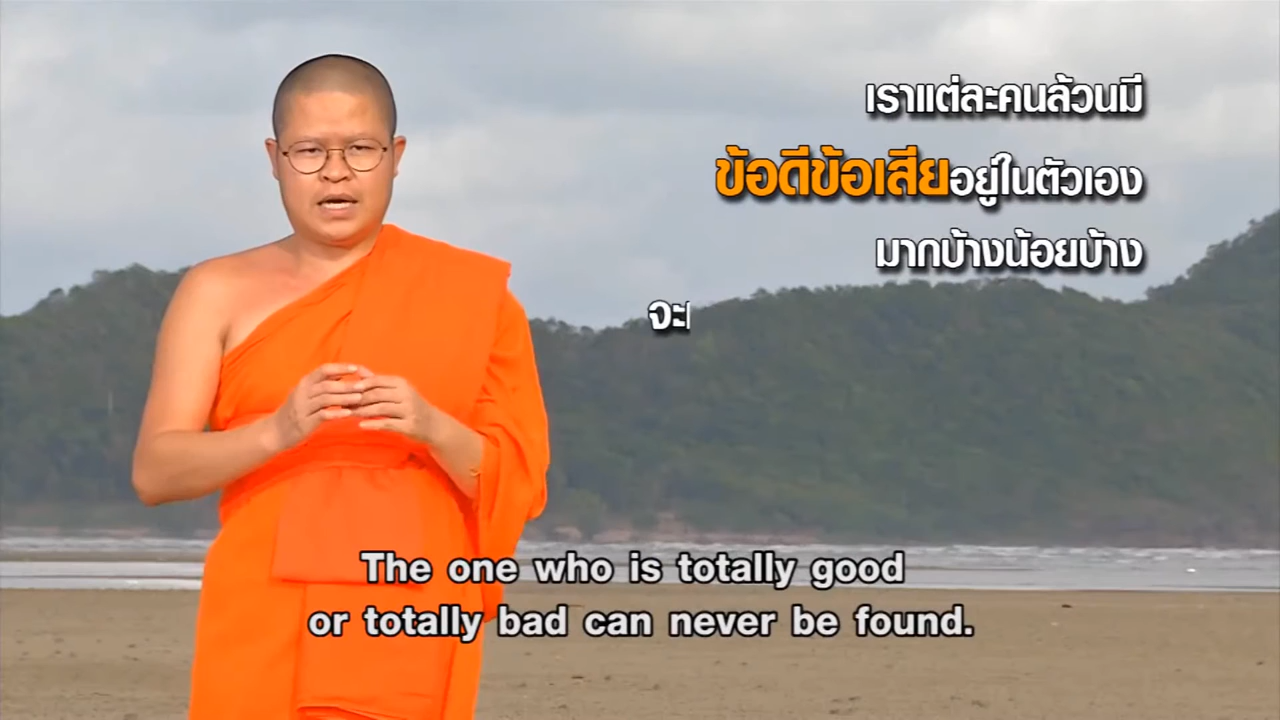 เราแต่ละคนล้วนมี
ข้อดีข้อเสียอยู่ในตัวเอง
มากบ้างน้อยบ้าง
จะ
The one who is totally good
or totally bad can never be found.